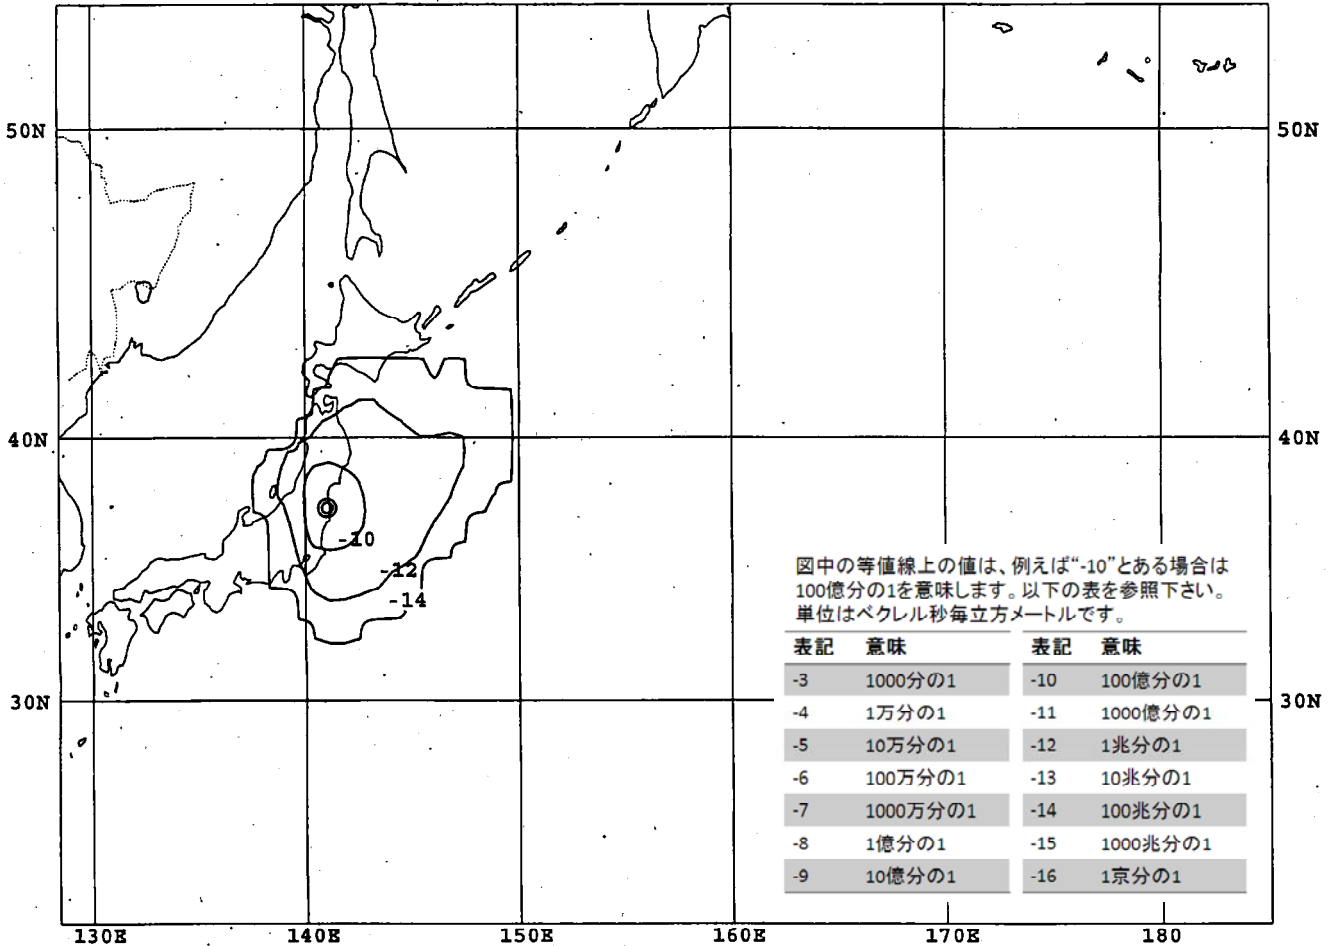 50N
50N
40N
40N
-10
-12
-14
図中の等値線上の値は、例えば“-10”とある場合は
100億分の1を意味します。以下の表を参照下さい。
単位はベクレル秒毎立方メートルです。
表記 意味 表記 意味
-3 1000分の1 -10 100億分の1
-4 1万分の1 -11 1000億分の1
-5 10万分の1 -12 1兆分の1
-6 100万分の1 -13 10兆分の1
-7 1000万分の1 -14 100兆分の1
-8 1億分の1 -15 1000兆分の1
-9 10億分の1 -16 1京分の1
30N
30N
130E 140E 150E 160E 170E 180